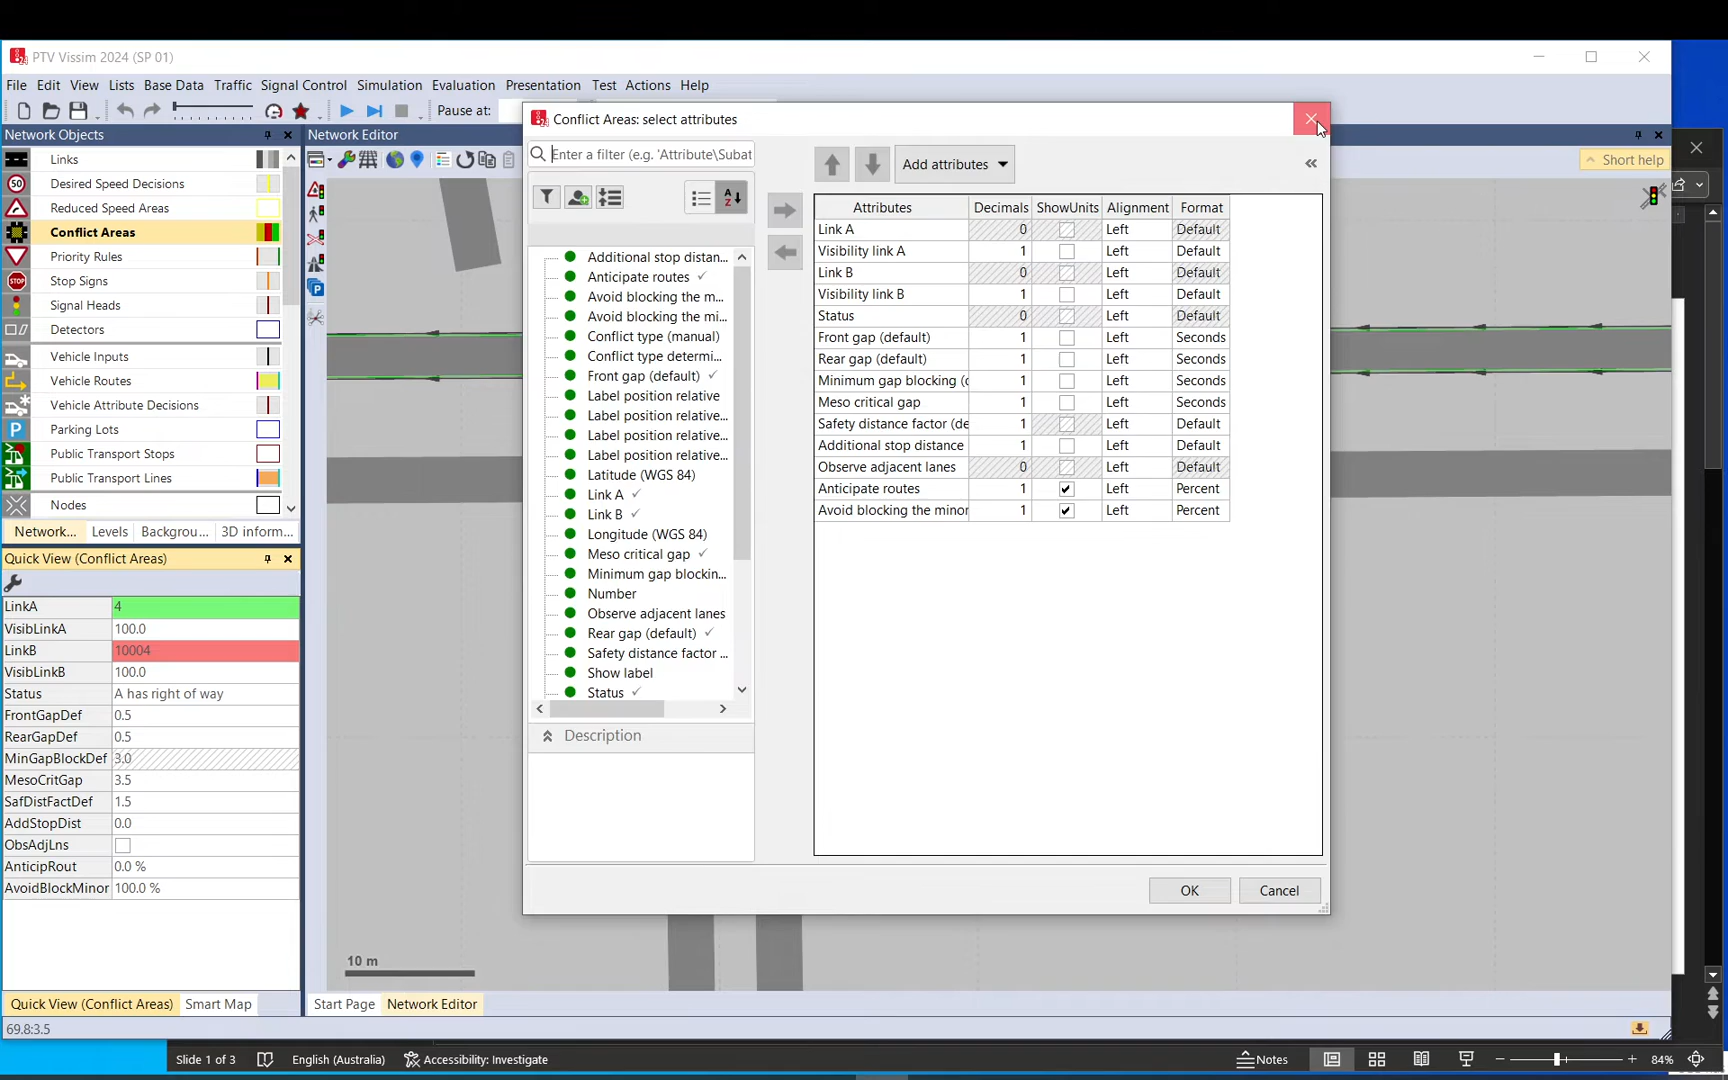 PTV Vissim 2024 (SP 01)
File Edit View Lists Base Data Traffic Signal Control Simulation Evaluation Presentation Test Actions Help
Pause at:
Network Objects
Links
Desired Speed Decisions
Reduced Speed Areas
Conflict Areas
Priority Rules
Stop Signs
Signal Heads
Detectors
Vehicle Inputs
Vehicle Routes
Vehicle Attribute Decisions
Parking Lots
Public Transport Stops
Public Transport Lines
Nodes
Network... Levels Backgrou... 3D inform...
Quick View (Conflict Areas)
LinkA 4
VisibLinkA 100.0
LinkB 10004
VisibLinkB 100.0
Status A has right of way
FrontGapDef 0.5
RearGapDef 0.5
MinGapBlockDef 3.0
MesoCritGap 3.5
SafDistFactDef 1.5
AddStopDist 0.0
ObsAdjLns
AnticipRout 0.0 %
AvoidBlockMinor 100.0 %
Quick View (Conflict Areas) Smart Map
69.8:3.5
Network Editor
Short help
10 m
Start Page Network Editor
Conflict Areas: select attributes
Enter a filter (e.g. 'Attribute\Subat
Additional stop distan...
Anticipate routes
Avoid blocking the m...
Avoid blocking the mi...
Conflict type (manual)
Conflict type determi...
Front gap (default)
Label position relative
Label position relative...
Label position relative...
Label position relative...
Latitude (WGS 84)
Link A
Link B
Longitude (WGS 84)
Meso critical gap
Minimum gap blockin...
Number
Observe adjacent lanes
Rear gap (default)
Safety distance factor ...
Show label
Status
Description
Add attributes
Attributes Decimals ShowUnits Alignment Format
Link A 0 Left Default
Visibility link A 1 Left Default
Link B 0 Left Default
Visibility link B 1 Left Default
Status 0 Left Default
Front gap (default) 1 Left Seconds
Rear gap (default) 1 Left Seconds
Minimum gap blocking (d 1 Left Seconds
Meso critical gap 1 Left Seconds
Safety distance factor (de 1 Left Default
Additional stop distance 1 Left Default
Observe adjacent lanes 0 Left Default
Anticipate routes 1 Left Percent
Avoid blocking the minor 1 Left Percent
OK Cancel
Slide 1 of 3 English (Australia) Accessibility: Investigate Notes 84%